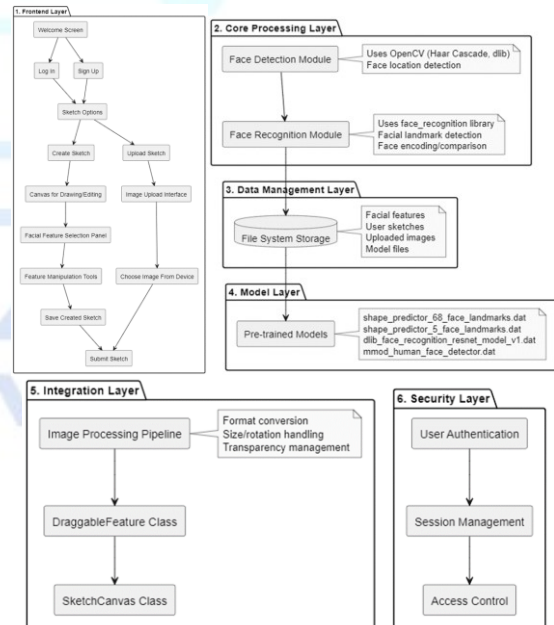 1. Frontend Layer
Welcome Screen
Log In
Sign Up
Sketch Options
Create Sketch
Upload Sketch
Canvas for Drawing/Editing
Image Upload Interface
Facial Feature Selection Panel
Feature Manipulation Tools
Choose Image From Device
Save Created Sketch
Submit Sketch
2. Core Processing Layer
Face Detection Module
Uses OpenCV (Haar Cascade, dlib)
Face location detection
Face Recognition Module
Uses face_recognition library
Facial landmark detection
Face encoding/comparison
3. Data Management Layer
File System Storage
Facial features
User sketches
Uploaded images
Model files
4. Model Layer
Pre-trained Models
shape_predictor_68_face_landmarks.dat
shape_predictor_5_face_landmarks.dat
dlib_face_recognition_resnet_model_v1.dat
mmod_human_face_detector.dat
5. Integration Layer
Image Processing Pipeline
Format conversion
Size/rotation handling
Transparency management
DraggableFeature Class
SketchCanvas Class
6. Security Layer
User Authentication
Session Management
Access Control